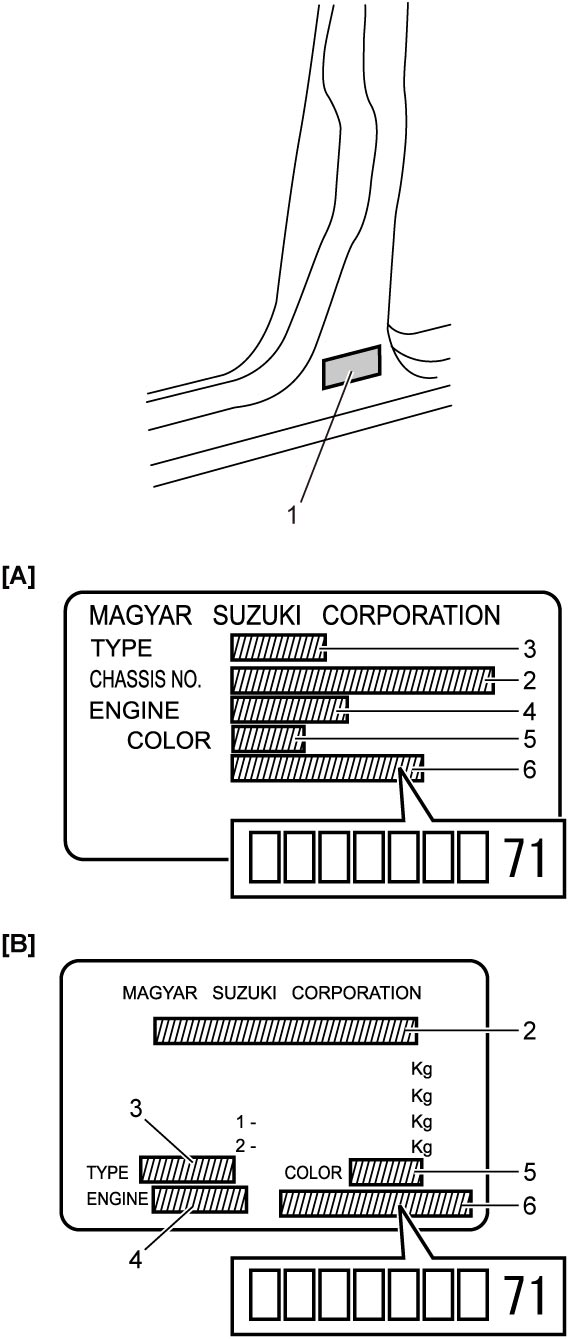 1
[A]
MAGYAR SUZUKI CORPORATION
TYPE 3
CHASSIS NO. 2
ENGINE 4
COLOR 5
6
71
[B]
MAGYAR SUZUKI CORPORATION
2
Kg
Kg
3 1 - Kg
2 - Kg
TYPE COLOR 5
ENGINE 6
4
71